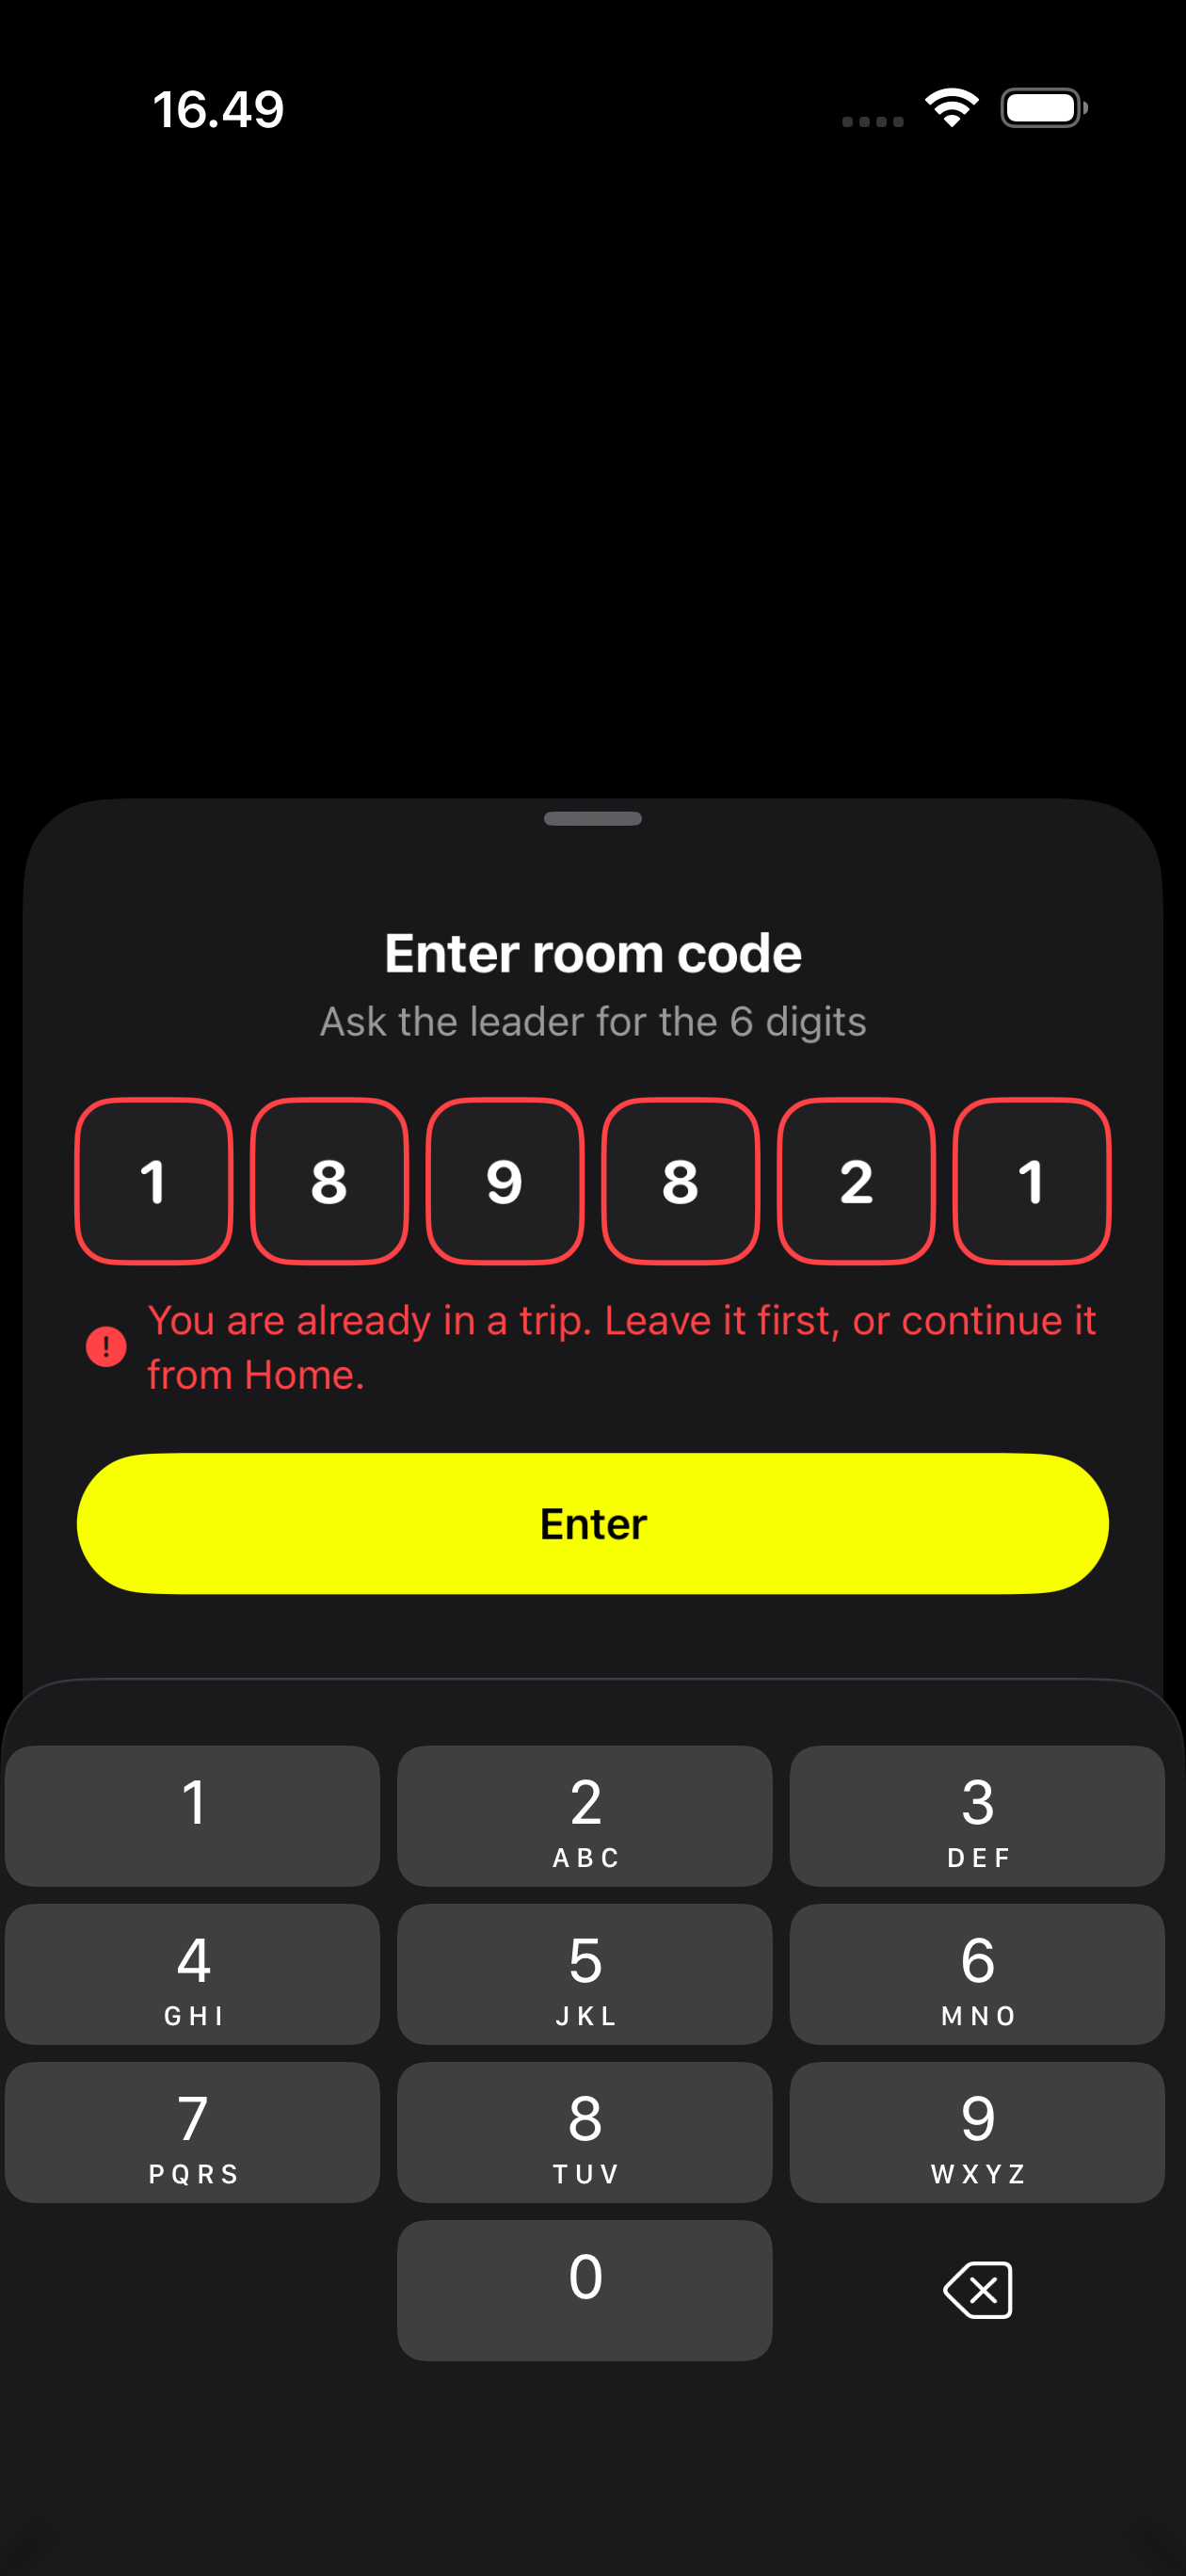 16.49
Enter room code
Ask the leader for the 6 digits
1 8 9 8 2 1
You are already in a trip. Leave it first, or continue it
from Home.
Enter
1 2 3
ABC DEF
4 5 6
GHI JKL MNO
7 8 9
PQRS TUV WXYZ
0